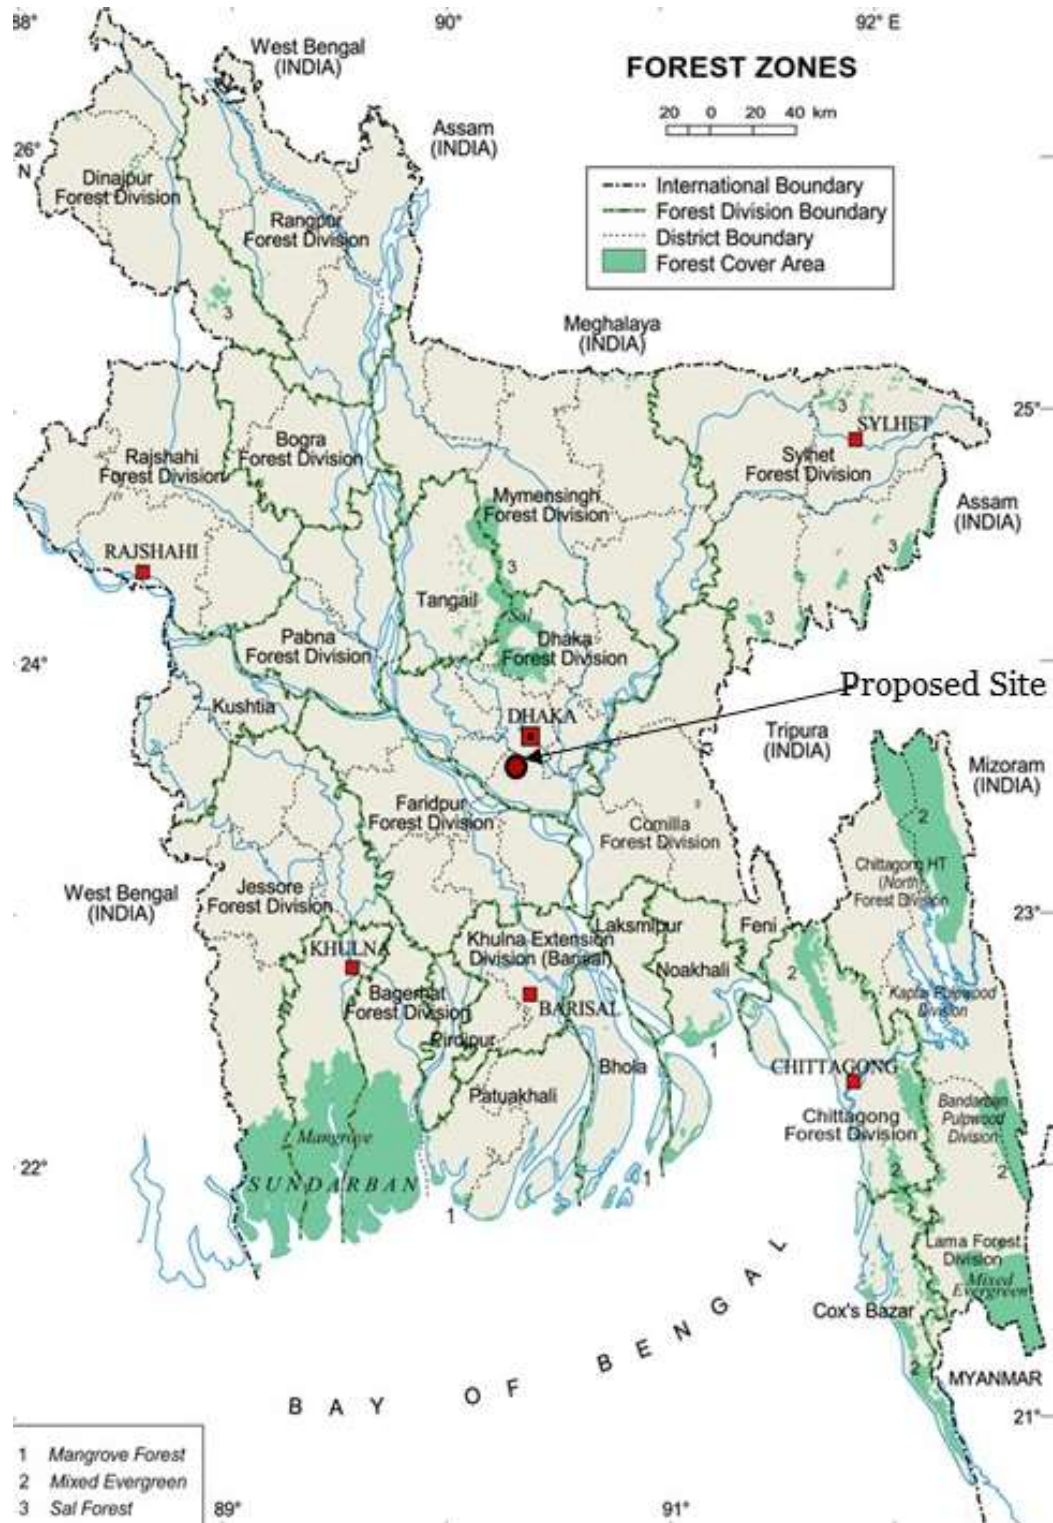 88°
90°
92° E
West Bengal
(INDIA)
FOREST ZONES
20 0 20 40 km
Assam
(INDIA)
26°
N
International Boundary
Forest Division Boundary
District Boundary
Forest Cover Area
Dinajpur
Forest Division
Rangpur
Forest Division
3
Meghalaya
(INDIA)
25°
3
SYLHET
Sylhet
Forest Division
Bogra
Forest Division
Rajshahi
Forest Division
Mymensingh
Forest Division
Assam
(INDIA)
RAJSHAHI
3
3
Tangail
Sal
3
Pabna
Forest Division
Dhaka
Forest Division
24°
Proposed Site
Kushtia
DHAKA
Tripura
(INDIA)
Mizoram
(INDIA)
Faridpur
Forest Division
Comilla
Forest Division
2
Chittagong HT
(North)
Forest Division
West Bengal
(INDIA)
Jessore
Forest Division
23°
KHULNA
Khulna Extension
Division (Barisal)
Laksmipur
Feni
Noakhali
2
Bagerhat
Forest Division
BARISAL
Kaptai Pulpwood
Division
Pirojpur
1
Bhola
CHITTAGONG
Patuakhali
Chittagong
Forest Division
Bandarban
Pulpwood
Division
1 Mangrove
SUNDARBAN
22°
1
1
2
2
Lama Forest
Division
Mixed
Evergreen
Cox's Bazar
BAY OF BENGAL
2
MYANMAR
21°
1 Mangrove Forest
2 Mixed Evergreen
3 Sal Forest
89°
91°